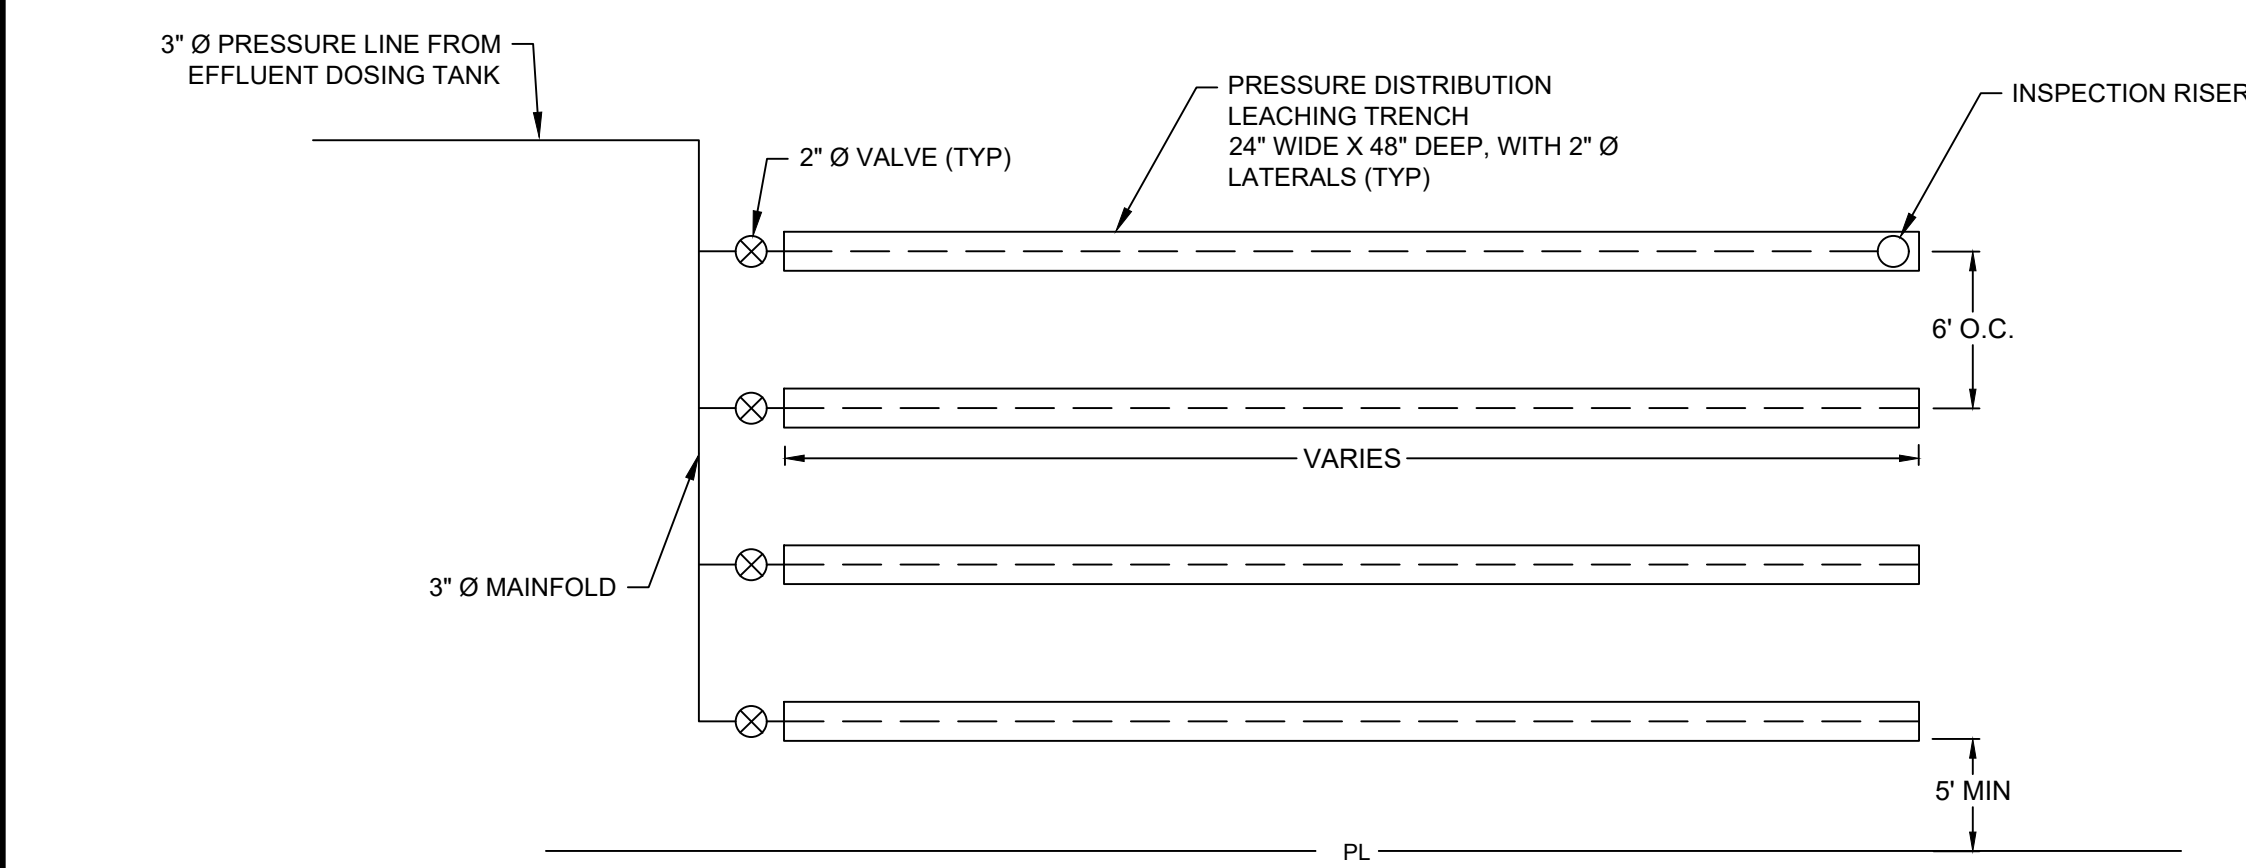 3" Ø PRESSURE LINE FROM
EFFLUENT DOSING TANK
PRESSURE DISTRIBUTION
LEACHING TRENCH
24" WIDE X 48" DEEP, WITH 2" Ø
LATERALS (TYP)
INSPECTION RISER
2" Ø VALVE (TYP)
6' O.C.
VARIES
3" Ø MAINFOLD
5' MIN
PL